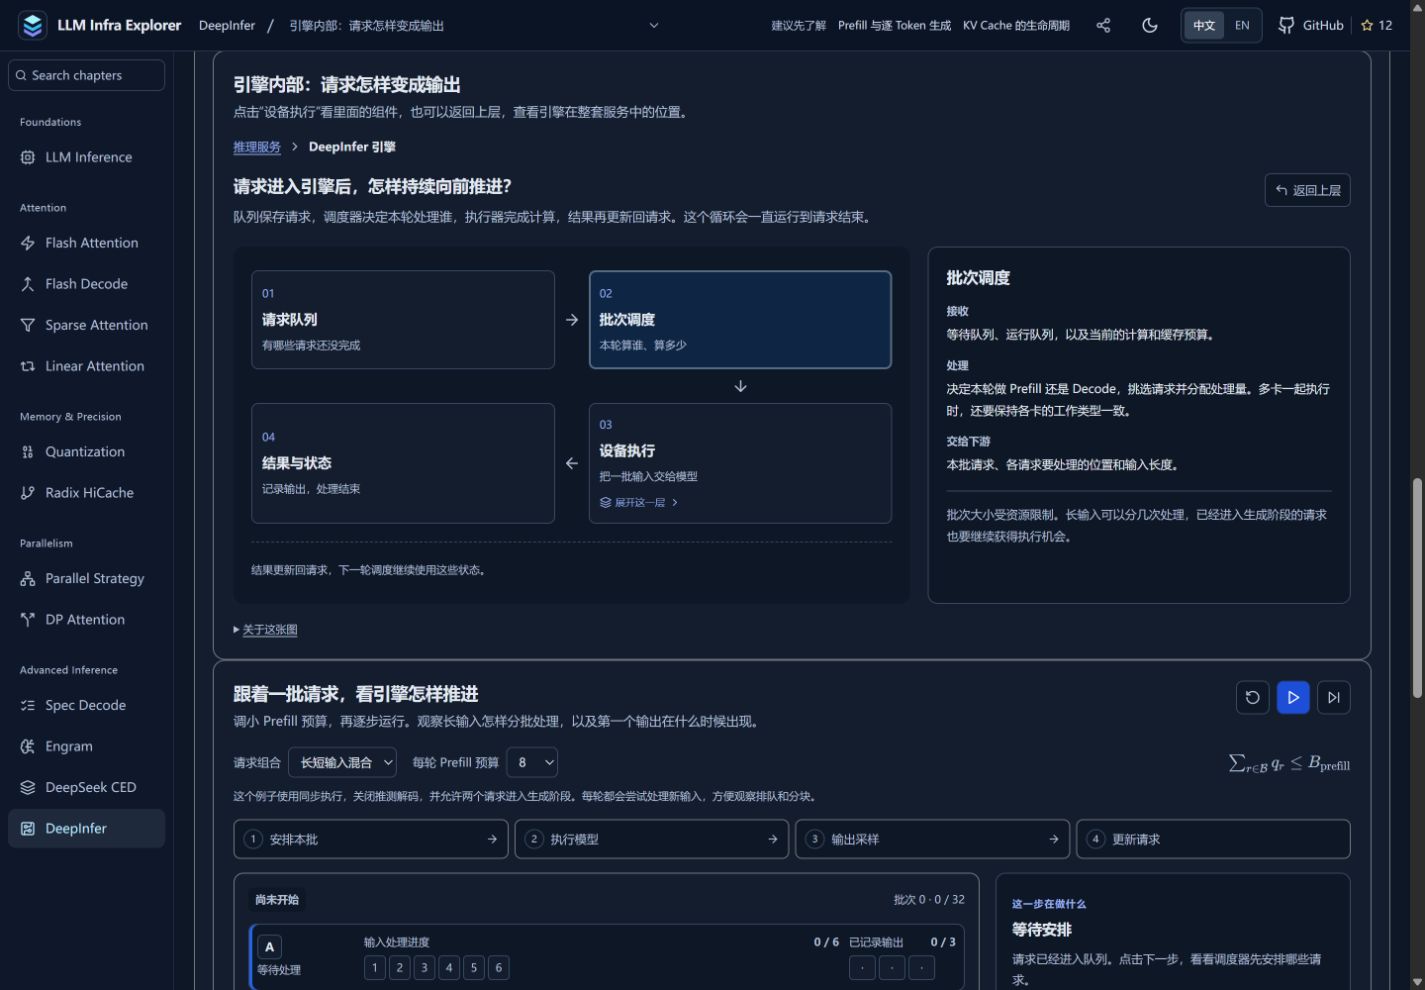 LLM Infra Explorer
DeepInfer / 引擎内部：请求怎样变成输出
建议先了解 Prefill 与逐 Token 生成 KV Cache 的生命周期
中文 EN
GitHub
12
Search chapters
Foundations
LLM Inference
Attention
Flash Attention
Flash Decode
Sparse Attention
Linear Attention
Memory & Precision
Quantization
Radix HiCache
Parallelism
Parallel Strategy
DP Attention
Advanced Inference
Spec Decode
Engram
DeepSeek CED
DeepInfer
引擎内部：请求怎样变成输出
点击“设备执行”看里面的组件，也可以返回上层，查看引擎在整套服务中的位置。
推理服务 > DeepInfer 引擎
请求进入引擎后，怎样持续向前推进？
返回上层
队列保存请求，调度器决定本轮处理谁，执行器完成计算，结果再更新回请求。这个循环会一直运行到请求结束。
01
请求队列
有哪些请求还没完成
→
02
批次调度
本轮算谁、算多少
↓
04
结果与状态
记录输出，处理结束
←
03
设备执行
把一批输入交给模型
展开这一层 >
结果更新回请求，下一轮调度继续使用这些状态。
批次调度
接收
等待队列、运行队列，以及当前的计算和缓存预算。
处理
决定本轮做 Prefill 还是 Decode，挑选请求并分配处理量。多卡一起执行
时，还要保持各卡的工作类型一致。
交给下游
本批请求、各请求要处理的位置和输入长度。
批次大小受资源限制。长输入可以分几次处理，已经进入生成阶段的请求
也要继续获得执行机会。
关于这张图
跟着一批请求，看引擎怎样推进
调小 Prefill 预算，再逐步运行。观察长输入怎样分批处理，以及第一个输出在什么时候出现。
请求组合 长短输入混合 每轮 Prefill 预算 8
∑r∈B qr ≤ Bprefill
这个例子使用同步执行，关闭推测解码，并允许两个请求进入生成阶段。每轮都会尝试处理新输入，方便观察排队和分块。
1 安排本批 →
2 执行模型 →
3 输出采样 →
4 更新请求
尚未开始
批次 0 · 0 / 32
A
等待处理
输入处理进度 0 / 6
1 2 3 4 5 6
已记录输出 0 / 3
· · ·
这一步在做什么
等待安排
请求已经进入队列。点击下一步，看看调度器先安排哪些请
求。